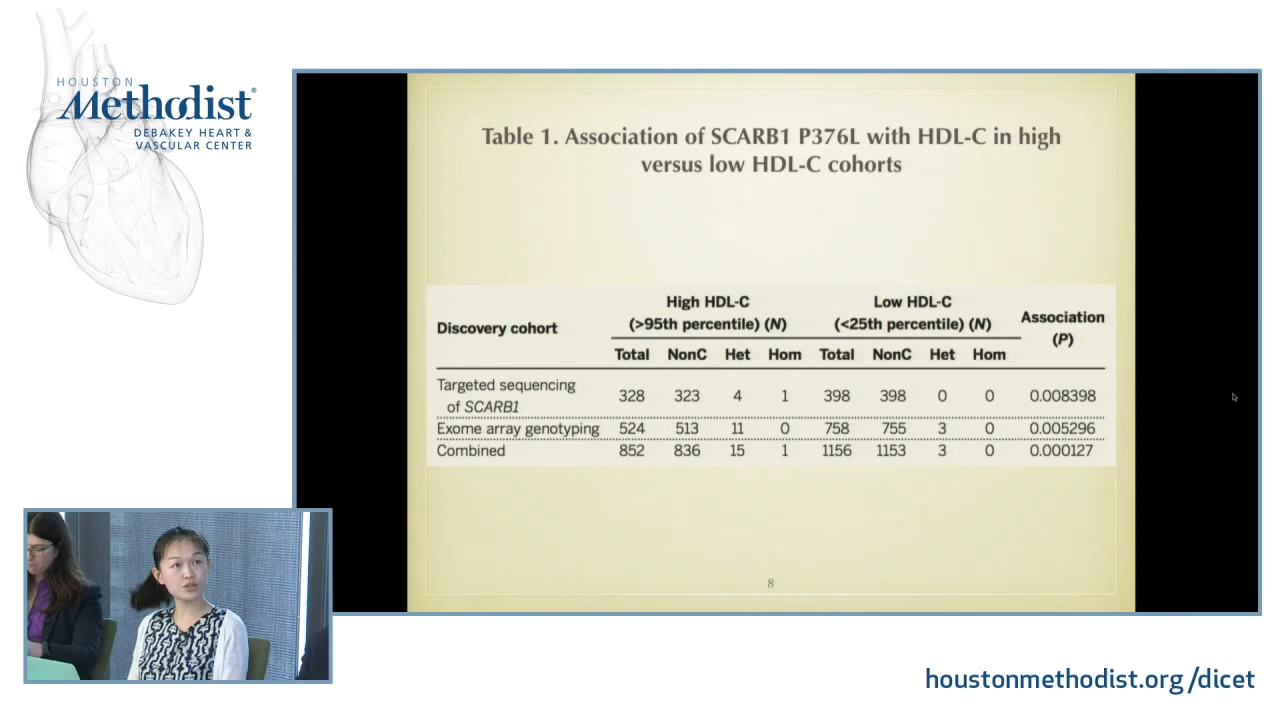 HOUSTON
Methodist®
DEBAKEY HEART &
VASCULAR CENTER
Table 1. Association of SCARB1 P376L with HDL-C in high
versus low HDL-C cohorts
Discovery cohort
High HDL-C
(>95th percentile) (N)
Low HDL-C
(<25th percentile) (N)
Association
(P)
Total NonC Het Hom Total NonC Het Hom
Targeted sequencing
of SCARB1 328 323 4 1 398 398 0 0 0.008398
Exome array genotyping 524 513 11 0 758 755 3 0 0.005296
Combined 852 836 15 1 1156 1153 3 0 0.000127
8
houstonmethodist.org/dicet